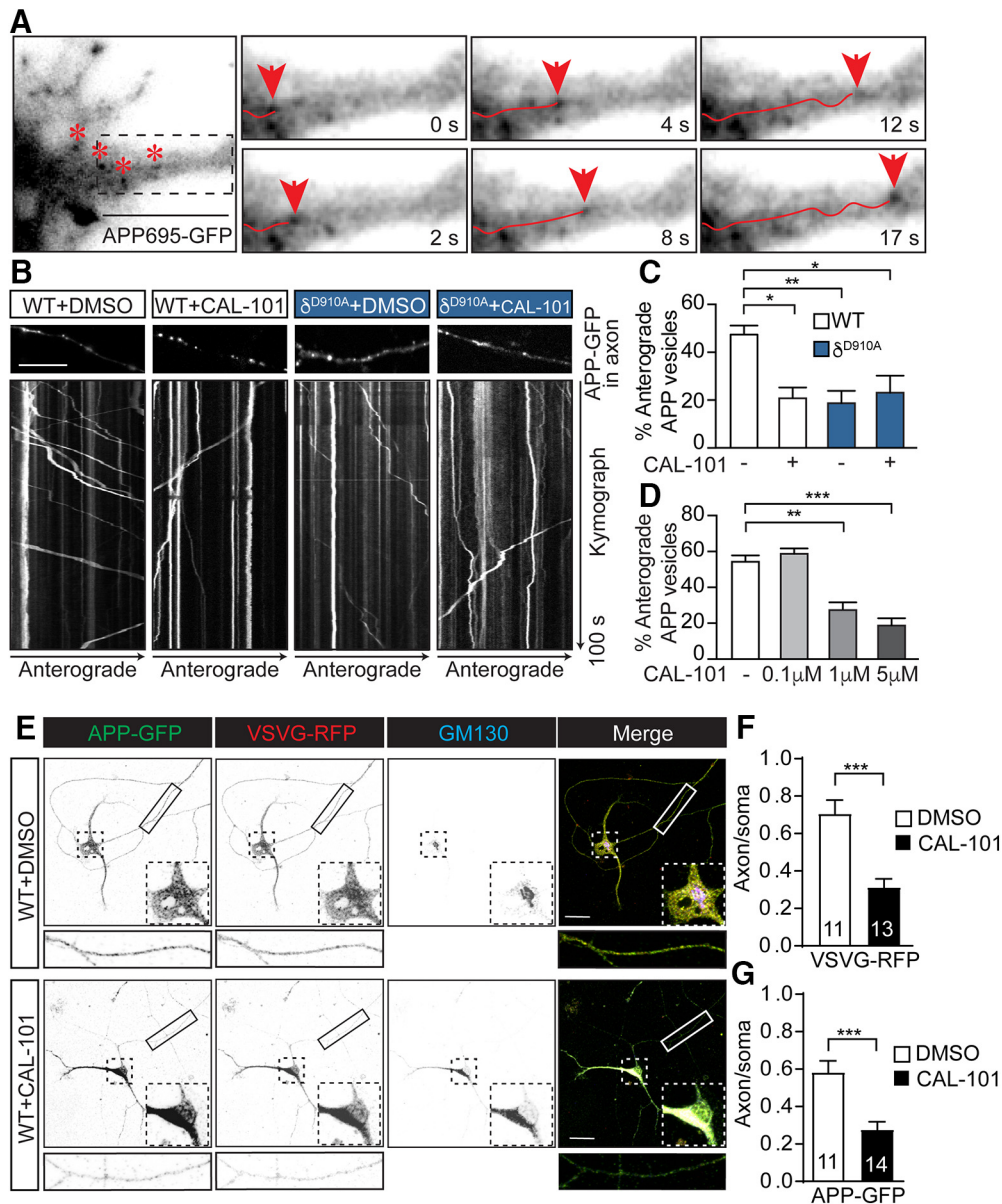 A
APP695-GFP
0 s
4 s
12 s
2 s
8 s
17 s
B
WT+DMSO
WT+CAL-101
δD910A+DMSO
δD910A+CAL-101
APP-GFP
in axon
Kymograph
100 s
Anterograde
Anterograde
Anterograde
Anterograde
C
% Anterograde
APP vesicles
60
40
20
0
*
**
*
WT
δD910A
CAL-101
-
+
-
+
D
% Anterograde
APP vesicles
80
60
40
20
0
***
**
CAL-101
-
0.1µM
1µM
5µM
E
APP-GFP
VSVG-RFP
GM130
Merge
WT+DMSO
WT+CAL-101
F
Axon/soma
1.0
0.8
0.6
0.4
0.2
0.0
***
DMSO
CAL-101
11
13
VSVG-RFP
G
Axon/soma
1.0
0.8
0.6
0.4
0.2
0.0
***
DMSO
CAL-101
11
14
APP-GFP